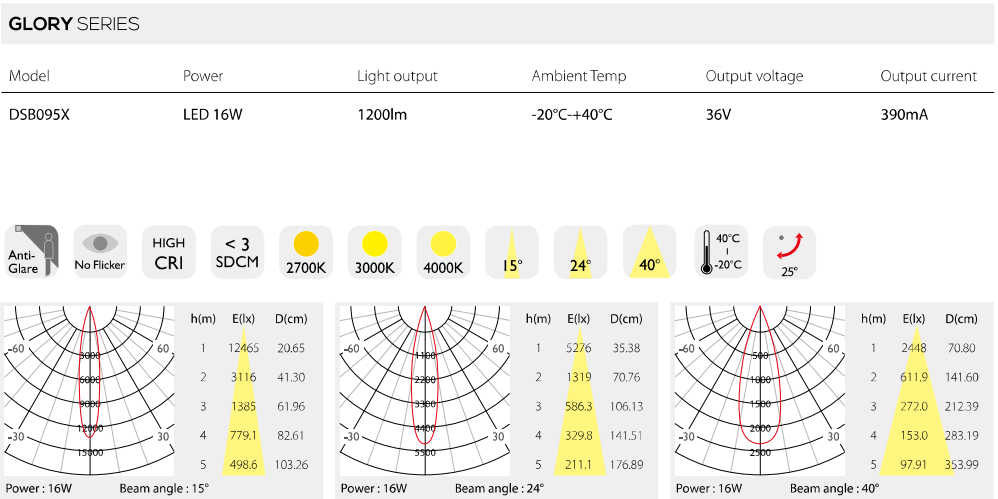 GLORY SERIES
Model Power Light output Ambient Temp Output voltage Output current
DSB095X LED 16W 1200lm -20°C-+40°C 36V 390mA
Anti-
Glare
No Flicker
HIGH
CRI
< 3
SDCM
2700K
3000K
4000K
15°
24°
40°
40°C
-20°C
25°
h(m) E(lx) D(cm)
1 12465 20.65
2 3116 41.30
3 1385 61.96
4 779.1 82.61
5 498.6 103.26
-60 60
-30 30
3000
6000
9000
12000
15000
Power : 16W Beam angle : 15°
h(m) E(lx) D(cm)
1 5276 35.38
2 1319 70.76
3 586.3 106.13
4 329.8 141.51
5 211.1 176.89
-60 60
-30 30
1100
2200
3300
4400
5500
Power : 16W Beam angle : 24°
h(m) E(lx) D(cm)
1 2448 70.80
2 611.9 141.60
3 272.0 212.39
4 153.0 283.19
5 97.91 353.99
-60 60
-30 30
500
1000
1500
2000
2500
Power : 16W Beam angle : 40°